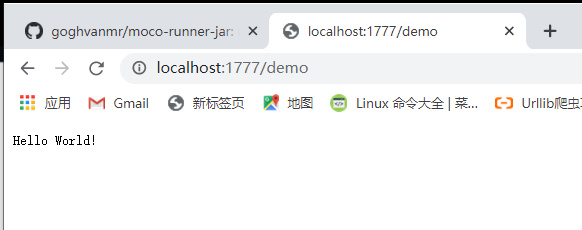 goghvanmr/moco-runner-jar: localhost:1777/demo
localhost:1777/demo
应用 Gmail 新标签页 地图 Linux 命令大全 | 菜... Urllib爬虫
Hello World!